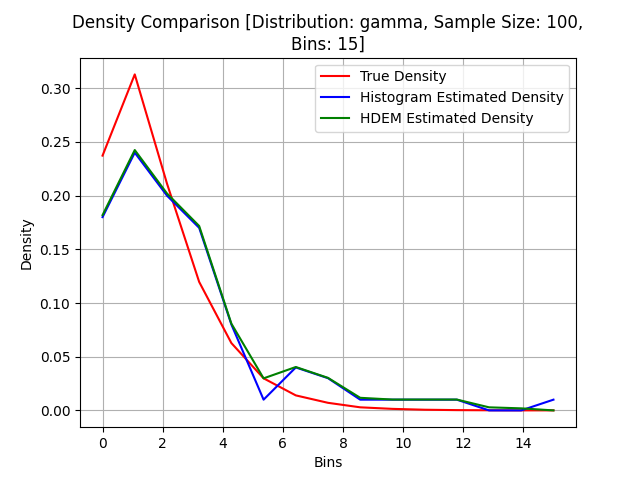 Density Comparison [Distribution: gamma, Sample Size: 100,
Bins: 15]
True Density
Histogram Estimated Density
HDEM Estimated Density
Density
0.30
0.25
0.20
0.15
0.10
0.05
0.00
0 2 4 6 8 10 12 14
Bins